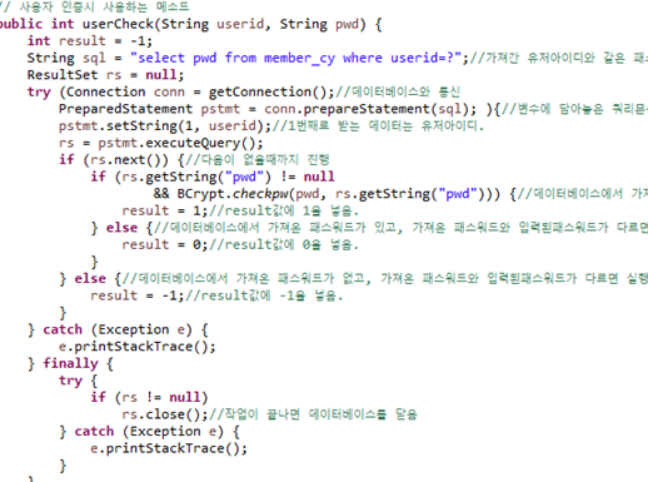 // 사용자 인증시 사용하는 메소드
public int userCheck(String userid, String pwd) {
int result = -1;
String sql = "select pwd from member_cy where userid=?";//가져간 유저아이디와 같은
ResultSet rs = null;
try (Connection conn = getConnection();//데이터베이스와 통신
PreparedStatement pstmt = conn.prepareStatement(sql); ){//변수에 담아놓은
pstmt.setString(1, userid);//1번째로 받는 데이터는 유저아이디.
rs = pstmt.executeQuery();
if (rs.next()) {//다음이 없을때까지 진행
if (rs.getString("pwd") != null
&& BCrypt.checkpw(pwd, rs.getString("pwd"))) {//데이터베이스에서
result = 1;//result값에 1을 넣음.
} else {//데이터베이스에서 가져온 패스워드가 있고, 가져온 패스워드와 입력된패스워드가 다르면
result = 0;//result값에 0을 넣음.
}
} else {//데이터베이스에서 가져온 패스워드가 없고, 가져온 패스워드와 입력된패스워드가 다르면 실행
result = -1;//result값에 -1을 넣음.
}
} catch (Exception e) {
e.printStackTrace();
} finally {
try {
if (rs != null)
rs.close();//작업이 끝나면 데이터베이스를 닫음
} catch (Exception e) {
e.printStackTrace();
}